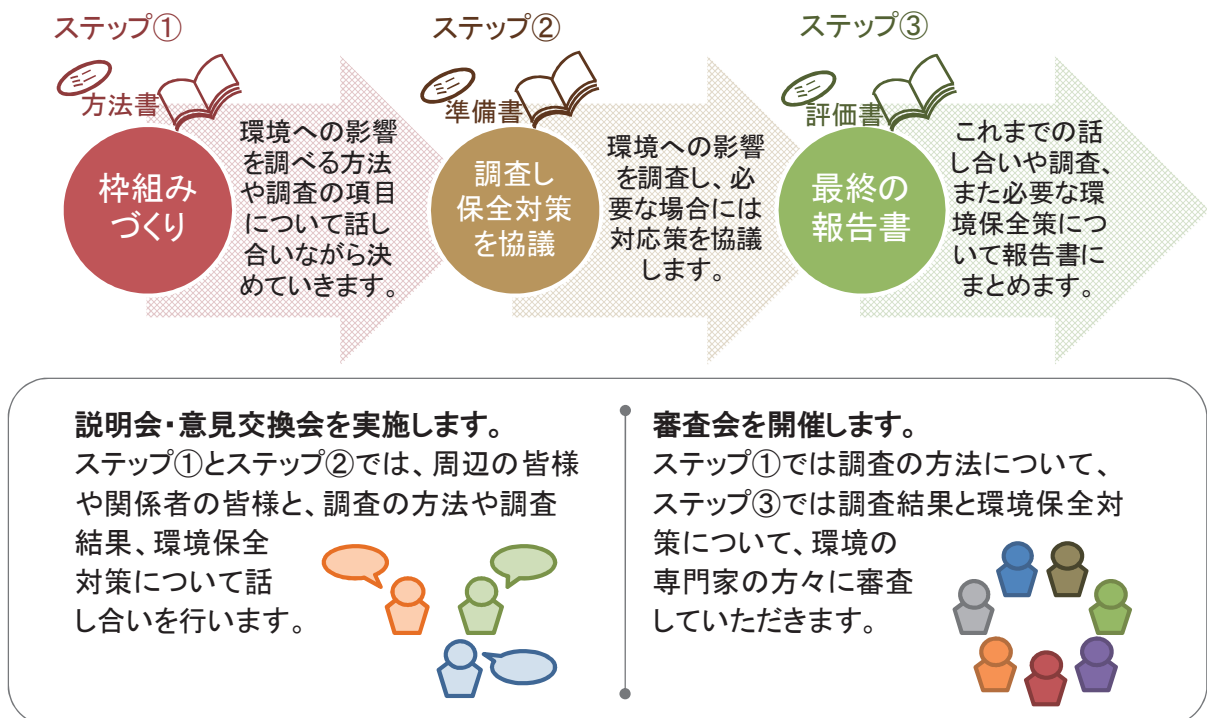 ステップ①
方法書
枠組み
づくり
環境への影響
を調べる方法
や調査の項目
について話し
合いながら決
めていきます。
ステップ②
準備書
調査し
保全対策
を協議
環境への影響
を調査し、必
要な場合には
対応策を協議
します。
ステップ③
評価書
最終の
報告書
これまでの話
し合いや調査、
また必要な環
境保全策につ
いて報告書に
まとめます。
説明会・意見交換会を実施します。
ステップ①とステップ②では、周辺の皆様
や関係者の皆様と、調査の方法や調査
結果、環境保全
対策について話
し合いを行います。
審査会を開催します。
ステップ①では調査の方法について、
ステップ③では調査結果と環境保全対
策について、環境の
専門家の方々に審査
していただきます。